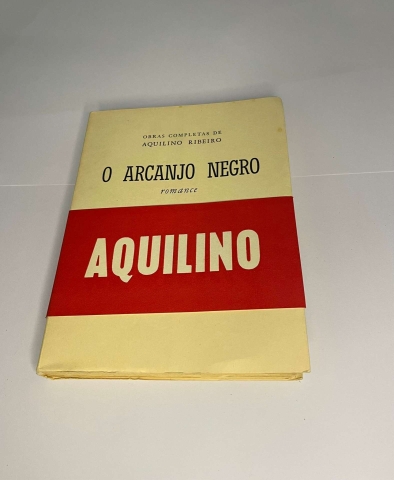 OBRAS COMPLETAS DE
AQUILINO RIBEIRO
O ARCANJO NEGRO
romance
AQUILINO